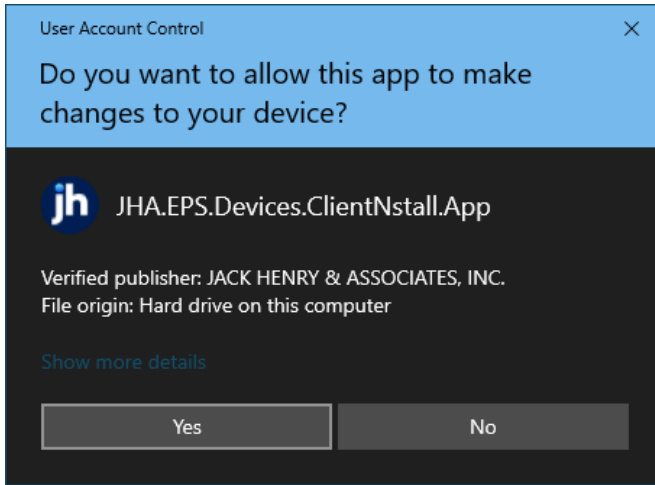 User Account Control
Do you want to allow this app to make
changes to your device?
jh
JHA.EPS.Devices.ClientNstall.App
Verified publisher: JACK HENRY & ASSOCIATES, INC.
File origin: Hard drive on this computer
Show more details
Yes
No